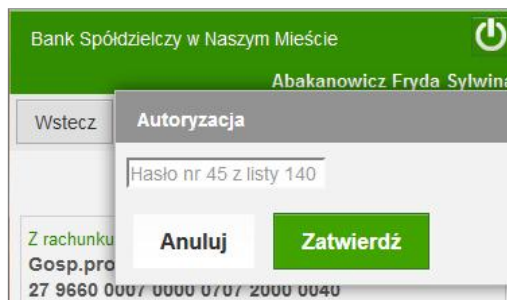 Bank Spółdzielczy w Naszym Mieście
Abakanowicz Fryda Sylwina
Wstecz
Autoryzacja
Hasło nr 45 z listy 140
Anuluj
Zatwierdź
Z rachunku
Gosp.pro
27 9660 0007 0000 0707 2000 0040